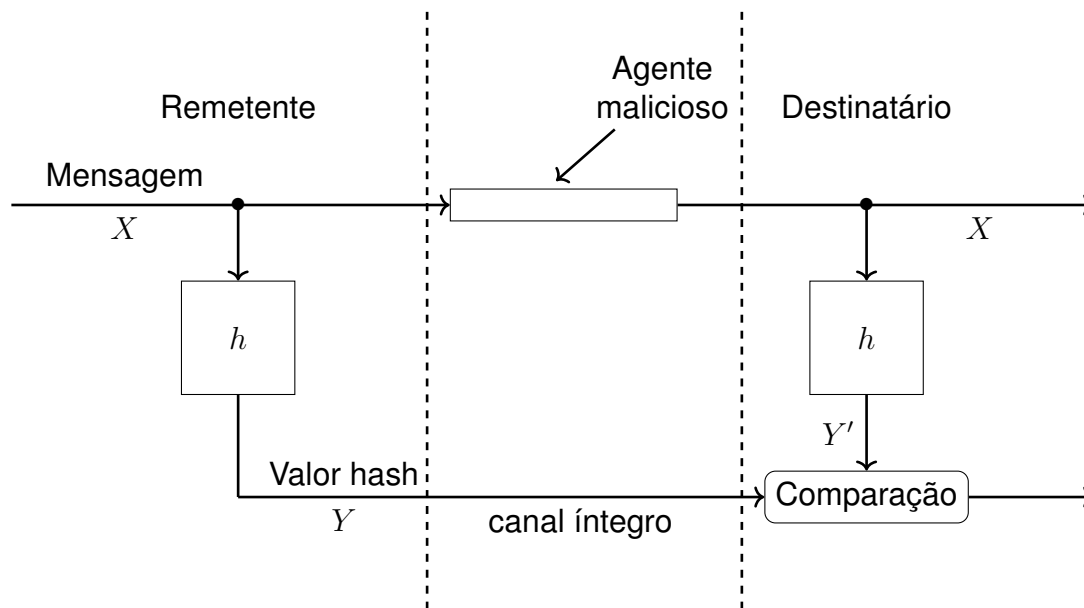 Agente
malicioso
Remetente
Destinatário
Mensagem
X
X
h
h
Y′
Valor hash
Y
canal íntegro
Comparação